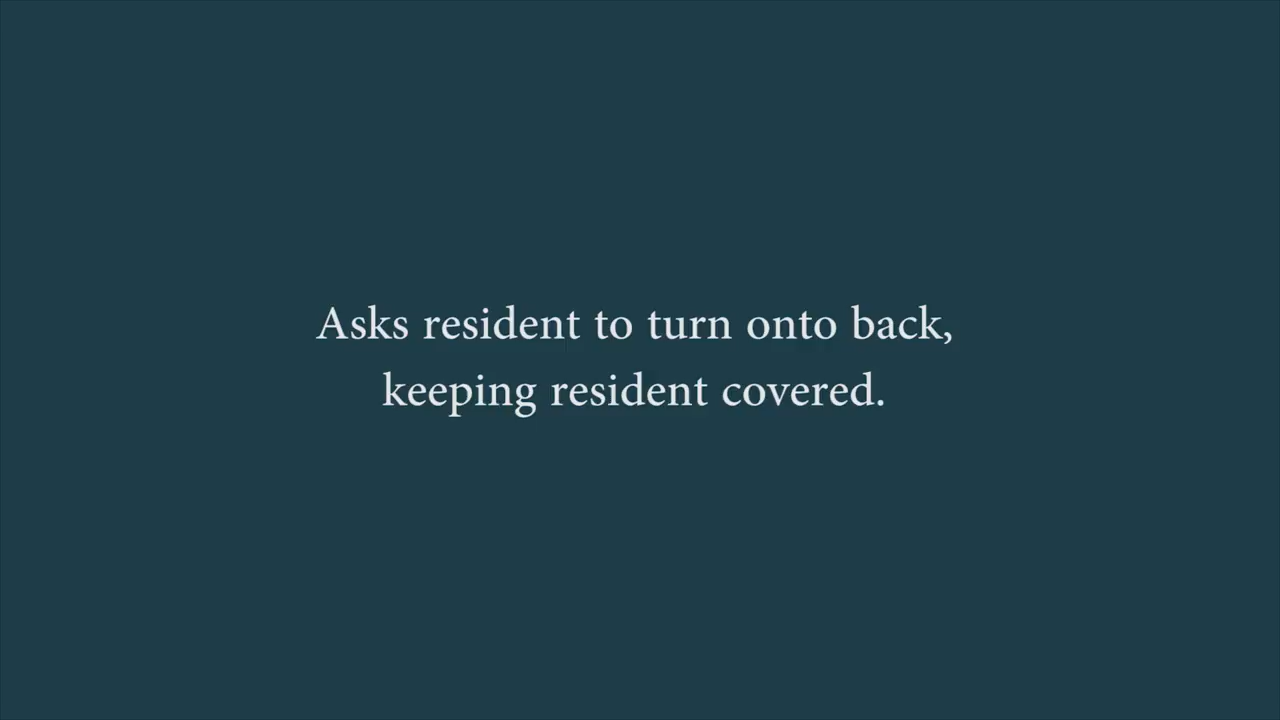 Asks resident to turn onto back,
keeping resident covered.